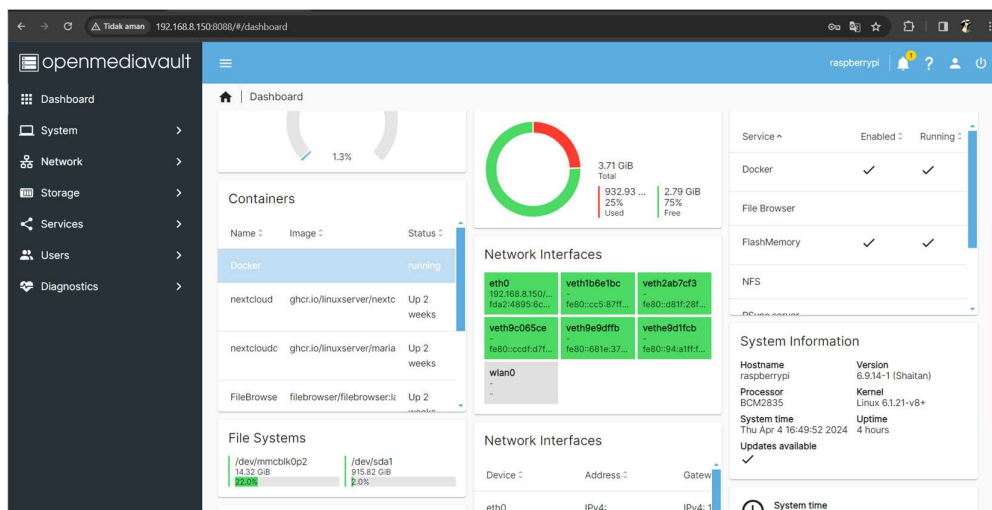 Tidak aman 192.168.8.150:8088/#/dashboard
openmediavault
raspberrypi 1 ?
Dashboard
System
Network
Storage
Services
Users
Diagnostics
Dashboard
1.3%
Containers
Name Image Status
Docker running
nextcloud ghcr.io/linuxserver/nextc Up 2
weeks
nextcloudc ghcr.io/linuxserver/maria Up 2
weeks
FileBrowse filebrowser/filebrowser:la Up 2
weeks
File Systems
/dev/mmcblk0p2
14.32 GiB
22.0%
/dev/sda1
915.82 GiB
2.0%
3.71 GiB
Total
932.93 ...
25%
Used
2.79 GiB
75%
Free
Network Interfaces
eth0
192.168.8.150/...
fda2:4895:6c...
veth1b6e1bc
-
fe80::cc5:87ff...
veth2ab7cf3
-
fe80::d81f:28f...
veth9c065ce
-
fe80::ccdf:d7f...
veth9e9dffb
-
fe80::681e:37...
vethe9d1fcb
-
fe80::94:a1ff:f...
wlan0
-
-
Network Interfaces
Device Address Gatew
eth0 IPv4: IPv4: 1
Service Enabled Running
Docker
File Browser
FlashMemory
NFS
RSync server
System Information
Hostname
raspberrypi
Version
6.9.14-1 (Shaitan)
Processor
BCM2835
Kernel
Linux 6.1.21-v8+
System time
Thu Apr 4 16:49:52 2024
Uptime
4 hours
Updates available
System time